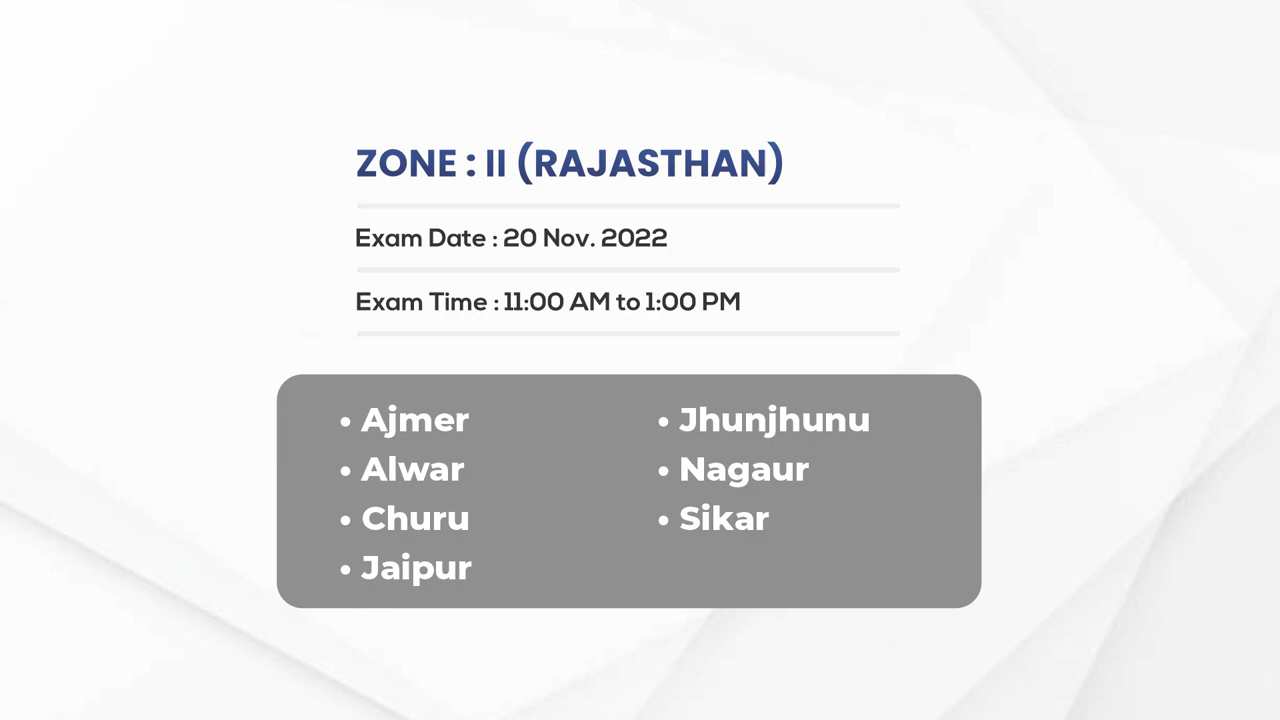 ZONE : II (RAJASTHAN)
Exam Date : 20 Nov. 2022
Exam Time : 11:00 AM to 1:00 PM
• Ajmer
• Alwar
• Churu
• Jaipur
• Jhunjhunu
• Nagaur
• Sikar